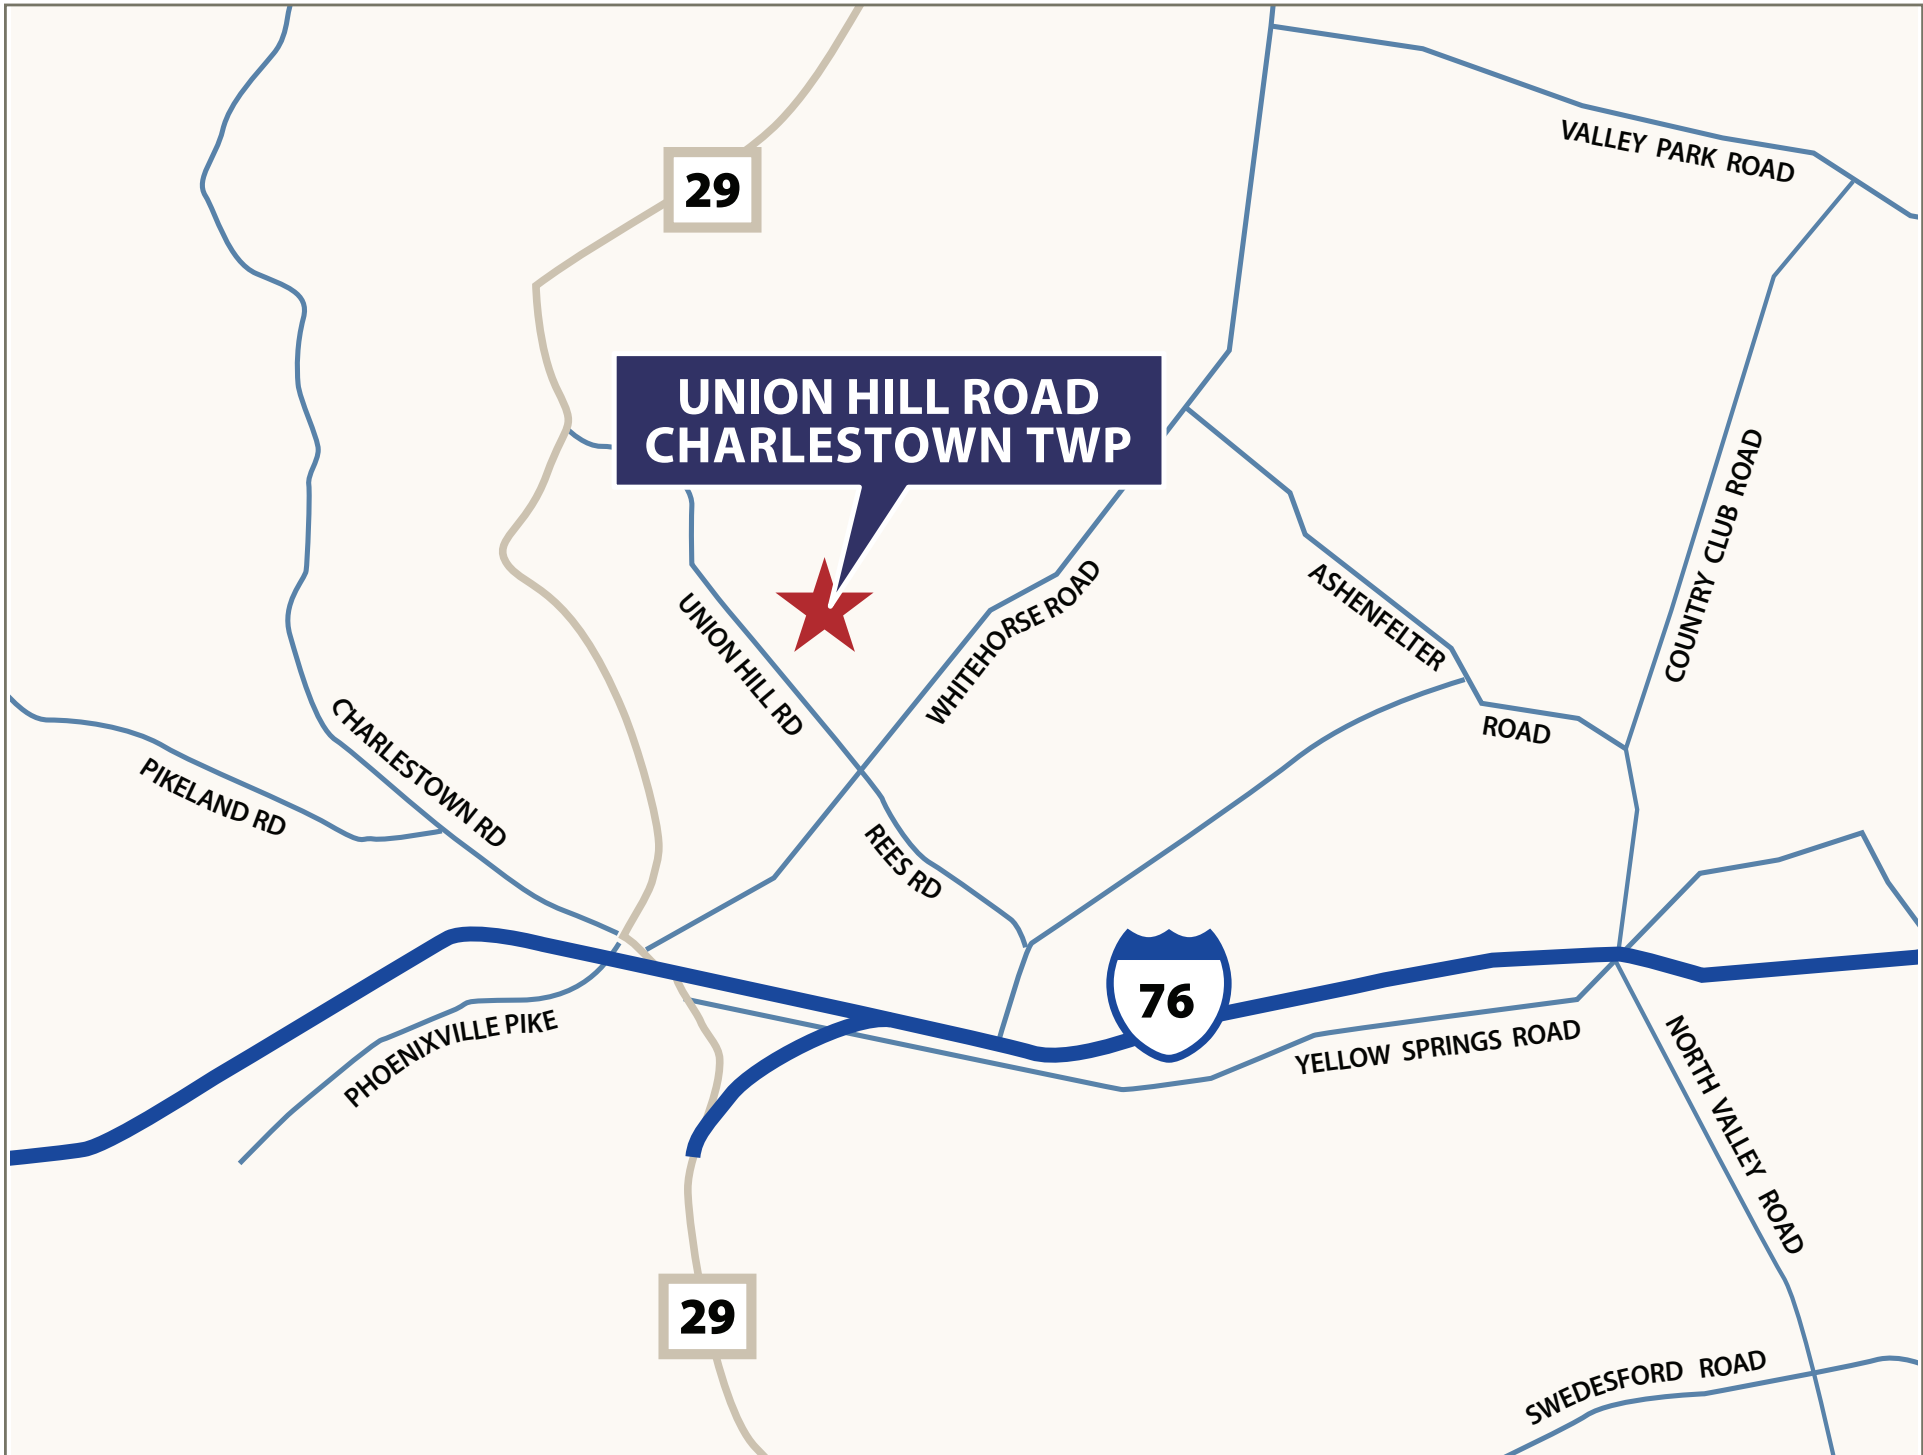 VALLEY PARK ROAD
29
UNION HILL ROAD
CHARLESTOWN TWP
COUNTRY CLUB ROAD
ASHENFELTER
ROAD
WHITEHORSE ROAD
UNION HILL RD
CHARLESTOWN RD
PIKELAND RD
REES RD
76
PHOENIXVILLE PIKE
YELLOW SPRINGS ROAD
NORTH VALLEY ROAD
29
SWEDESFORD ROAD